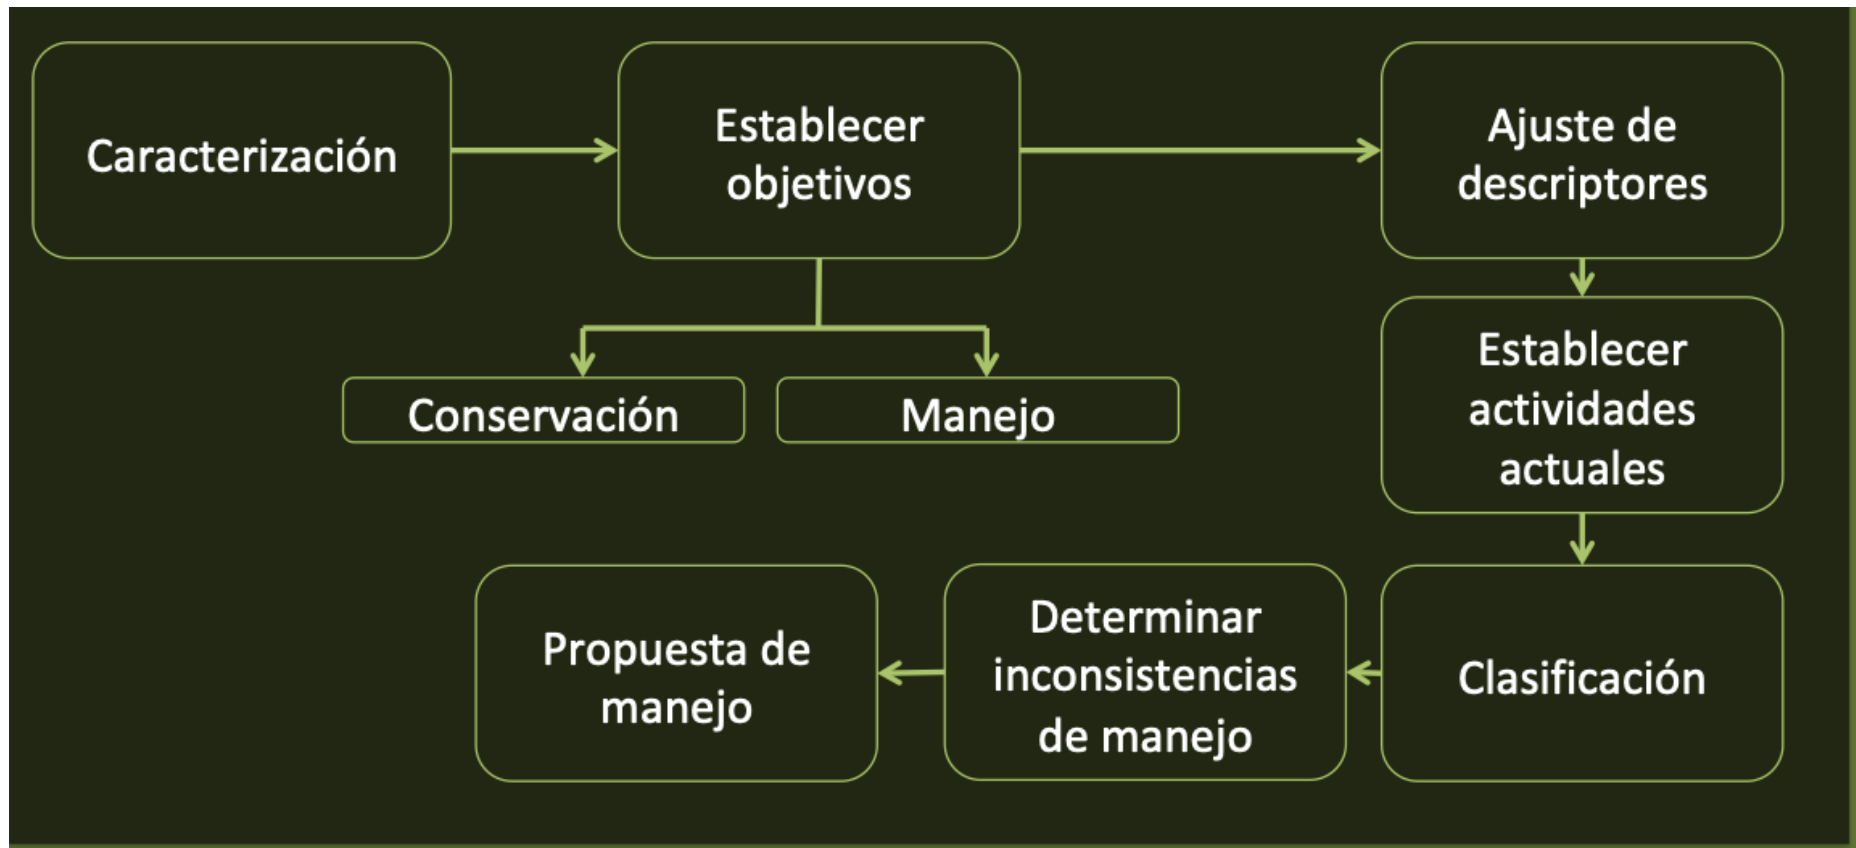 Caracterización
Establecer
objetivos
Conservación
Manejo
Ajuste de
descriptores
Establecer
actividades
actuales
Clasificación
Determinar
inconsistencias
de manejo
Propuesta de
manejo